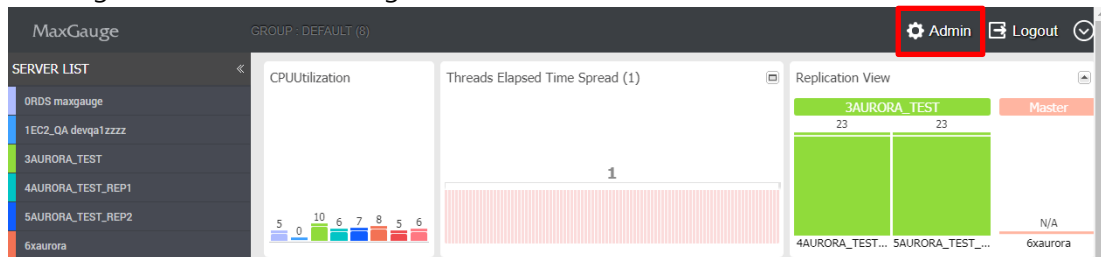 MaxGauge
GROUP : DEFAULT (8)
Admin
Logout
SERVER LIST
0RDS maxgauge
1EC2_QA devqa1zzzz
3AURORA_TEST
4AURORA_TEST_REP1
5AURORA_TEST_REP2
6xaurora
CPUUtilization
5 0 10 6 7 8 5 6
Threads Elapsed Time Spread (1)
1
Replication View
3AURORA_TEST
Master
23 23
N/A
4AURORA_TEST... 5AURORA_TEST_... 6xaurora